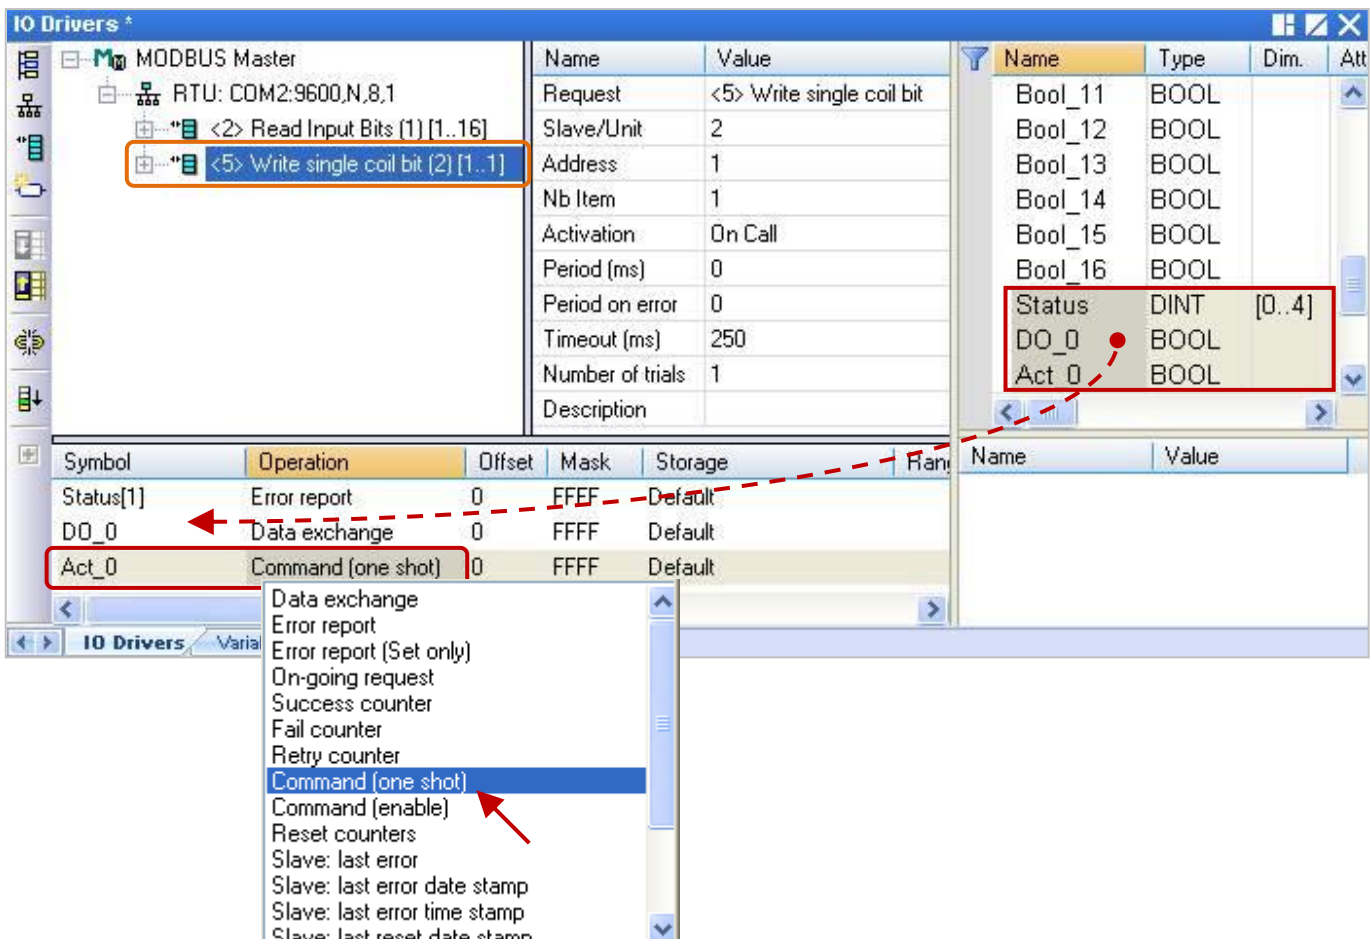 IO Drivers *
MODBUS Master
RTU: COM2:9600,N,8,1
<2> Read Input Bits (1) [1..16]
<5> Write single coil bit (2) [1..1]
Name Value
Request <5> Write single coil bit
Slave/Unit 2
Address 1
Nb Item 1
Activation On Call
Period (ms) 0
Period on error 0
Timeout (ms) 250
Number of trials 1
Description
Name Type Dim. Att
Bool_11 BOOL
Bool_12 BOOL
Bool_13 BOOL
Bool_14 BOOL
Bool_15 BOOL
Bool_16 BOOL
Status DINT [0..4]
DO_0 BOOL
Act_0 BOOL
Symbol Operation Offset Mask Storage Ran
Status[1] Error report 0 FFFF Default
DO_0 Data exchange 0 FFFF Default
Act_0 Command (one shot) 0 FFFF Default
Name Value
IO Drivers Varia
Data exchange
Error report
Error report (Set only)
On-going request
Success counter
Fail counter
Retry counter
Command (one shot)
Command (enable)
Reset counters
Slave: last error
Slave: last error date stamp
Slave: last error time stamp
Slave: last reset date stamp